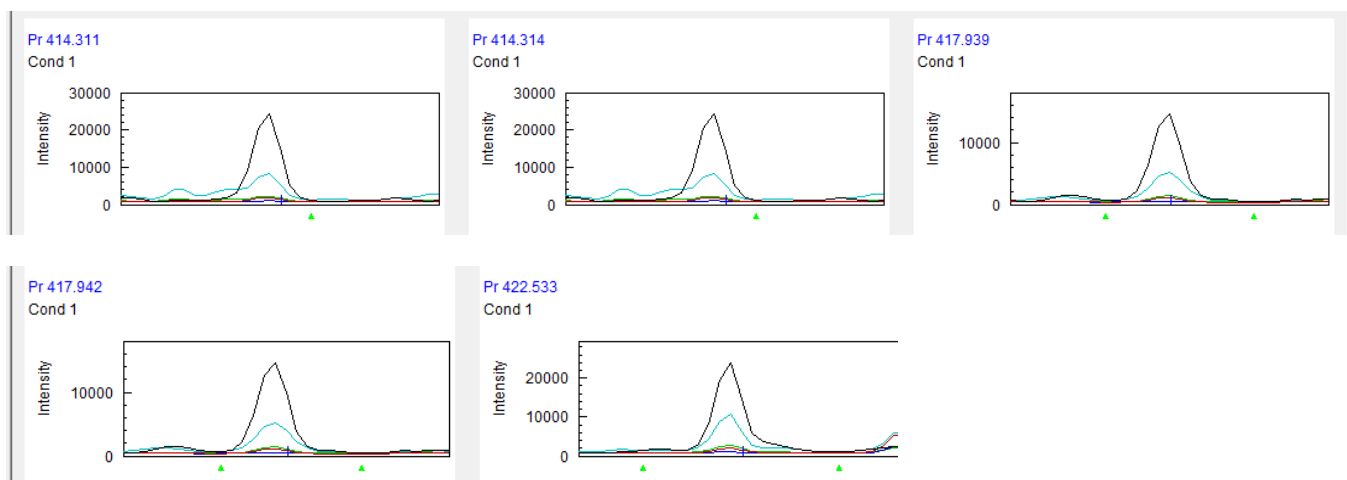 Pr 414.311
Cond 1
30000
20000
10000
0
Intensity
Pr 414.314
Cond 1
30000
20000
10000
0
Intensity
Pr 417.939
Cond 1
10000
0
Intensity
Pr 417.942
Cond 1
10000
0
Intensity
Pr 422.533
Cond 1
20000
10000
0
Intensity